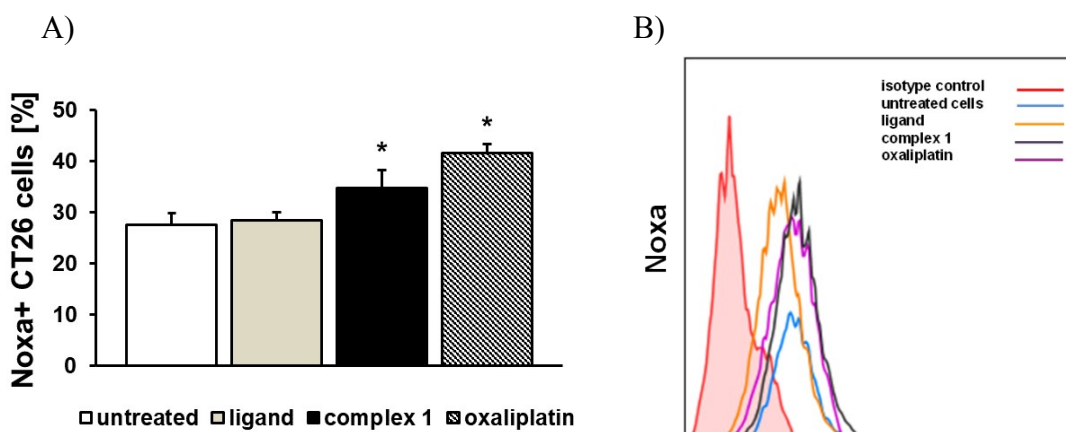 A)
B)
Noxa+ CT26 cells [%]
50
40
30
20
10
0
* *
untreated ligand complex 1 oxaliplatin
Noxa
isotype control
untreated cells
ligand
complex 1
oxaliplatin